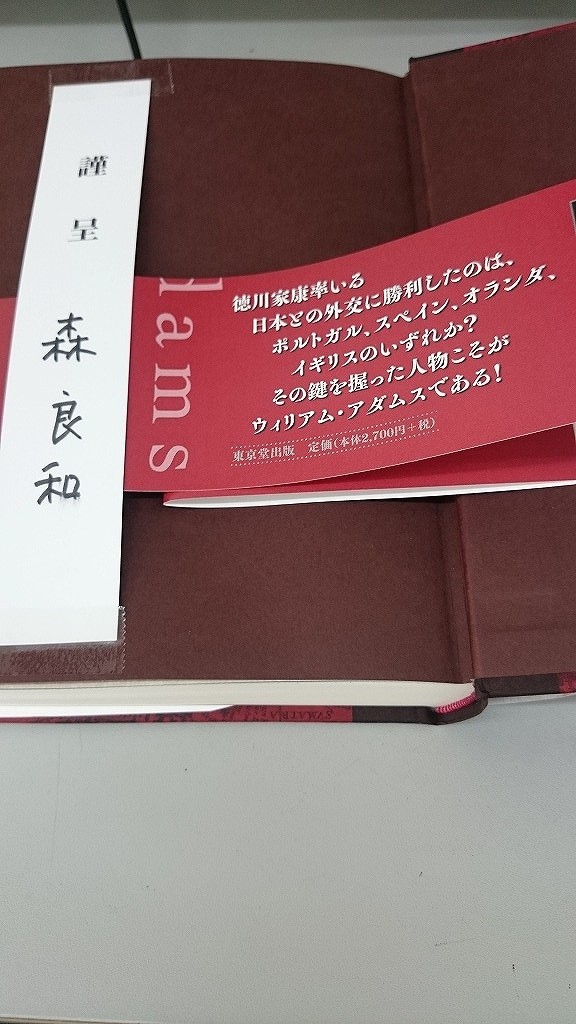 謹呈
森良和
dams
徳川家康率いる
日本との外交に勝利したのは、
ポルトガル、スペイン、オランダ、
イギリスのいずれか?
その鍵を握った人物こそが
ウィリアム・アダムスである!
東京堂出版 定価(本体2,700円+税)
SVMATRA